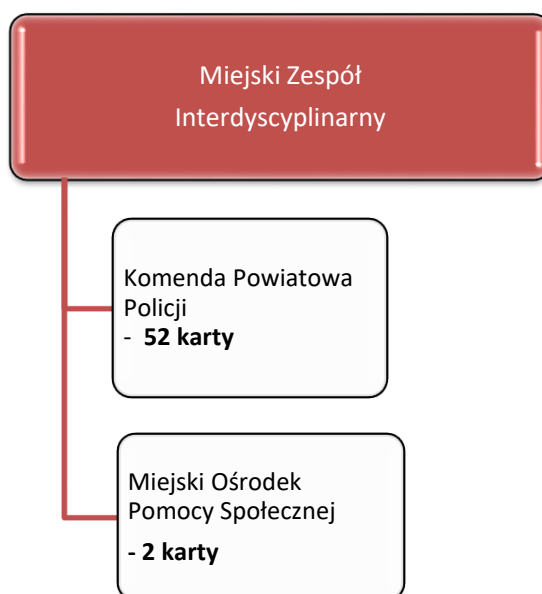 Miejski Zespół
Interdyscyplinarny
Komenda Powiatowa
Policji
- 52 karty
Miejski Ośrodek
Pomocy Społecznej
- 2 karty